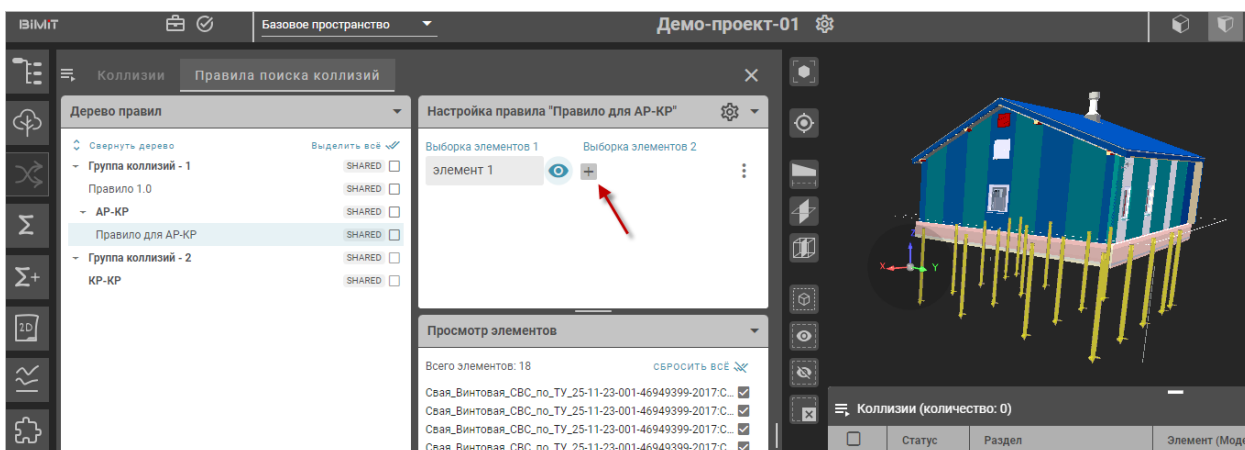 BIMIT
Базовое пространство
Демо-проект-01
Коллизии
Правила поиска коллизий
Дерево правил
Свернуть дерево
Выделить всё
Группа коллизий - 1
SHARED
Правило 1.0
SHARED
АР-КР
SHARED
Правило для АР-КР
SHARED
Группа коллизий - 2
SHARED
КР-КР
SHARED
Настройка правила "Правило для АР-КР"
Выборка элементов 1
Выборка элементов 2
элемент 1
Просмотр элементов
Всего элементов: 18
СБРОСИТЬ ВСЁ
Свая_Винтовая_СВС_по_ТУ_25-11-23-001-46949399-2017:С...
Свая_Винтовая_СВС_по_ТУ_25-11-23-001-46949399-2017:С...
Свая_Винтовая_СВС_по_ТУ_25-11-23-001-46949399-2017:С...
Свая_Винтовая_СВС_по_ТУ_25-11-23-001-46949399-2017:С...
Σ
Σ+
2D
X
Y
Z
Коллизии (количество: 0)
Статус
Раздел
Элемент (Моде